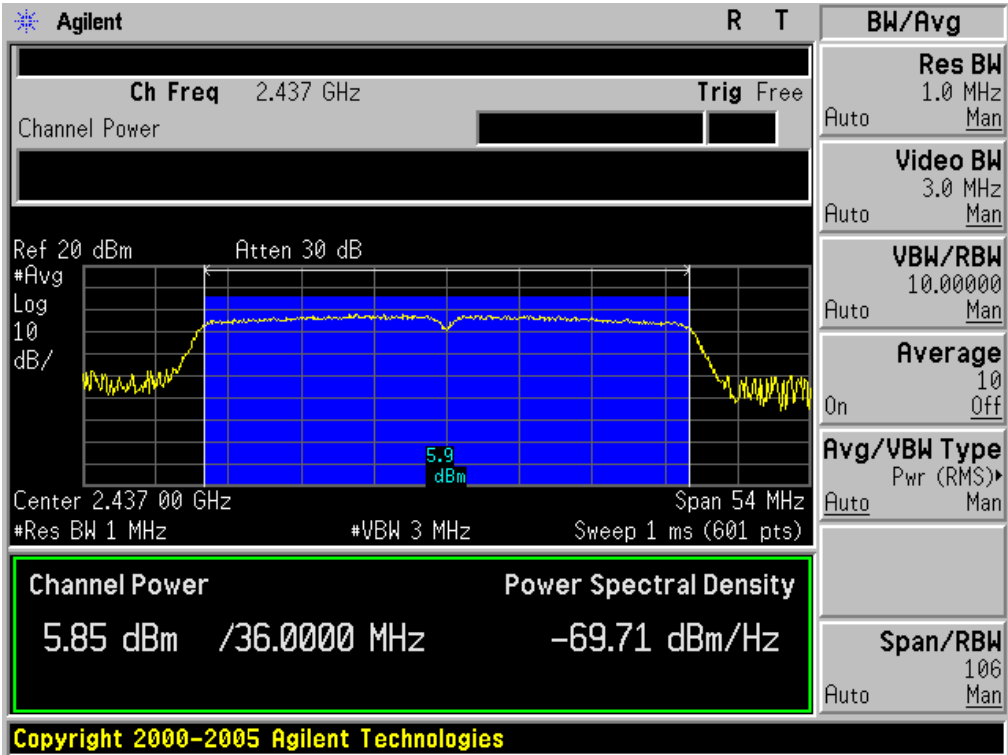 Agilent R T
Ch Freq 2.437 GHz Trig Free
Channel Power
Ref 20 dBm Atten 30 dB
#Avg
Log
10
dB/
5.9
dBm
Center 2.437 00 GHz Span 54 MHz
#Res BW 1 MHz #VBW 3 MHz Sweep 1 ms (601 pts)
Channel Power Power Spectral Density
5.85 dBm /36.0000 MHz -69.71 dBm/Hz
Copyright 2000-2005 Agilent Technologies
BW/Avg
Res BW
1.0 MHz
Auto Man
Video BW
3.0 MHz
Auto Man
VBW/RBW
10.00000
Auto Man
Average
10
On Off
Avg/VBW Type
Pwr (RMS)▸
Auto Man
Span/RBW
106
Auto Man